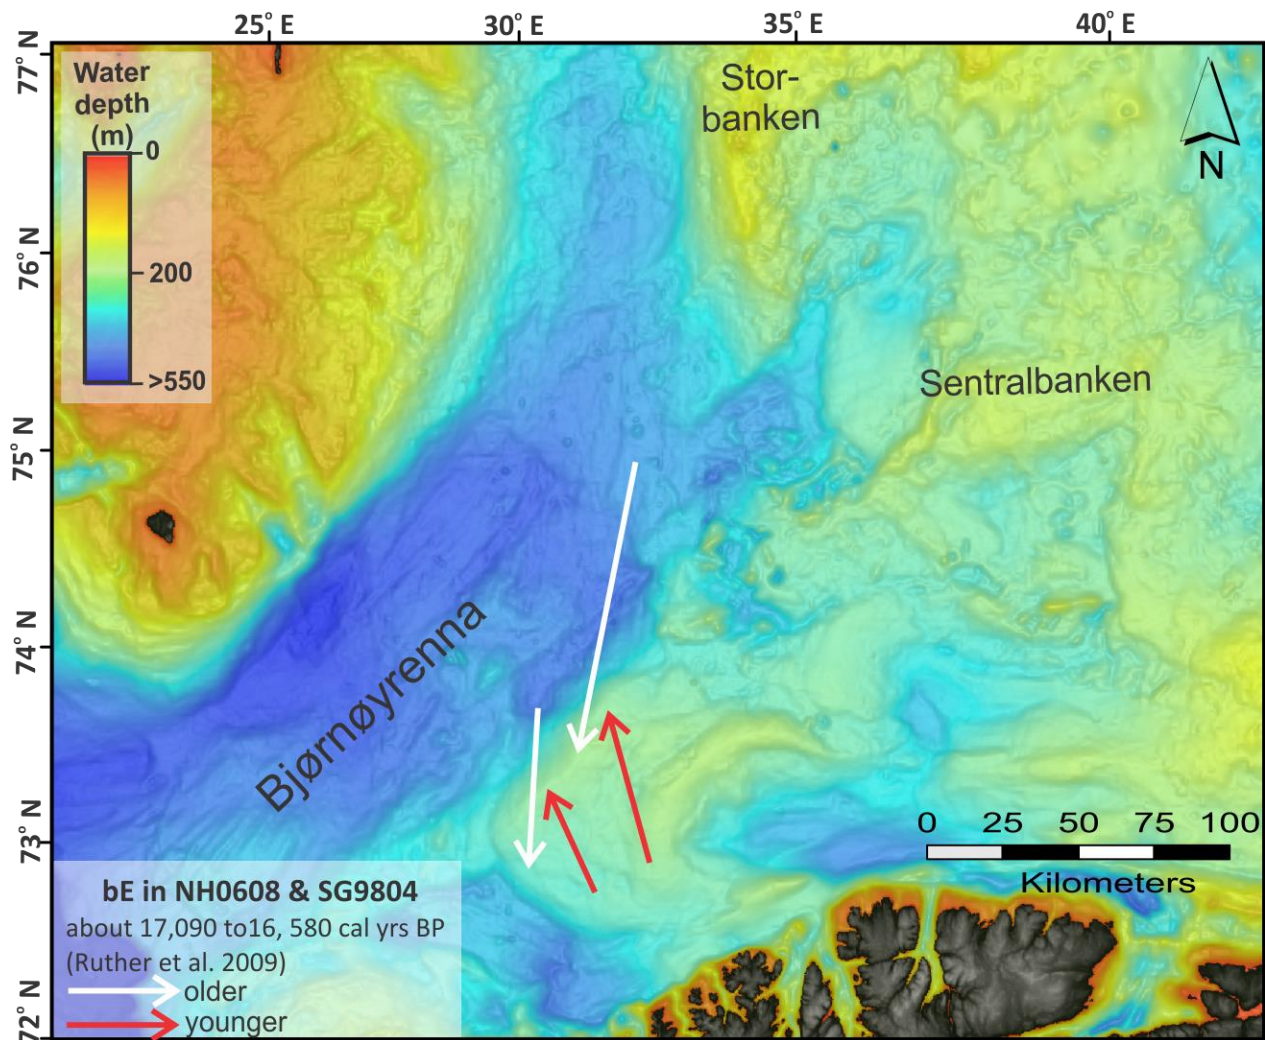 25° E 30° E 35° E 40° E
77° N
76° N
75° N
74° N
73° N
72° N
Water
depth
(m)
0
200
>550
Stor-
banken
N
Sentralbanken
Bjørnøyrenna
0 25 50 75 100
Kilometers
bE in NH0608 & SG9804
about 17,090 to16, 580 cal yrs BP
(Ruther et al. 2009)
older
younger